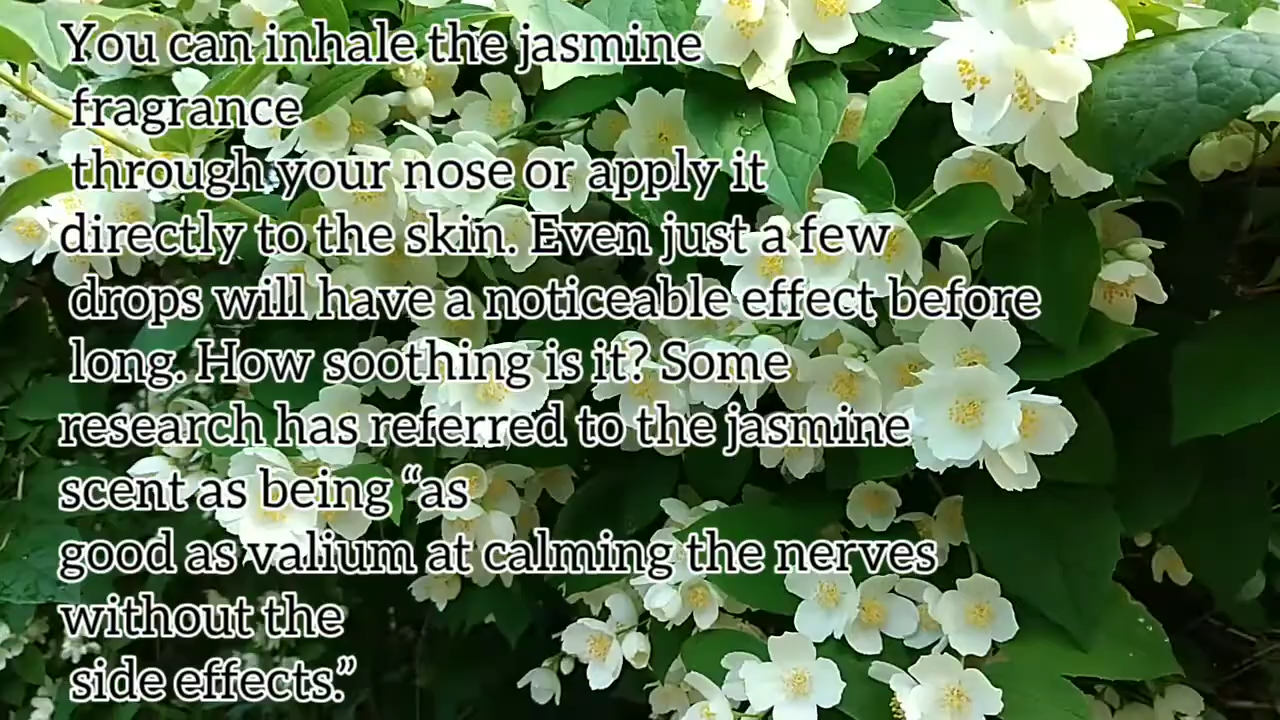 You can inhale the jasmine
fragrance
through your nose or apply it
directly to the skin. Even just a few
drops will have a noticeable effect before
long. How soothing is it? Some
research has referred to the jasmine
scent as being “as
good as valium at calming the nerves
without the
side effects.”